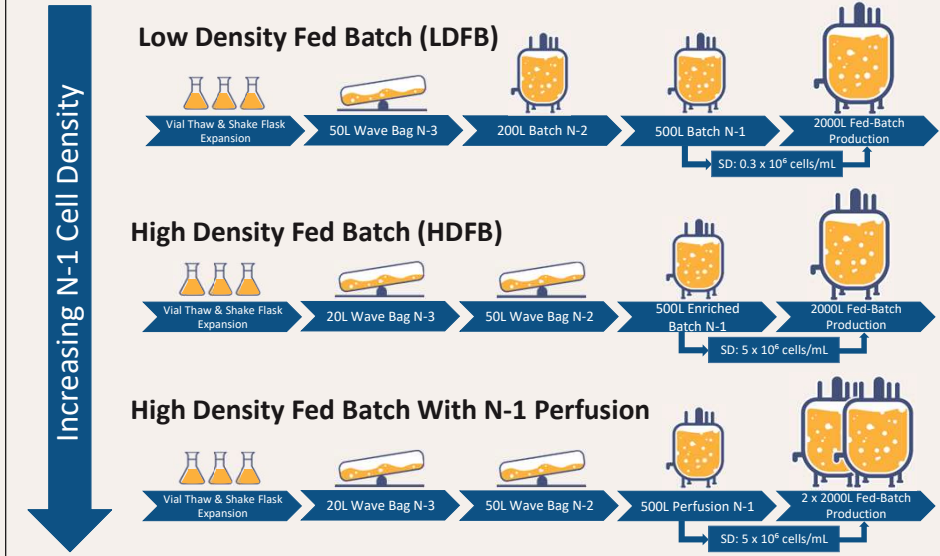 Increasing N-1 Cell Density
Low Density Fed Batch (LDFB)
Vial Thaw & Shake Flask
Expansion
50L Wave Bag N-3
200L Batch N-2
500L Batch N-1
2000L Fed-Batch
Production
SD: 0.3 x 10⁶ cells/mL
High Density Fed Batch (HDFB)
Vial Thaw & Shake Flask
Expansion
20L Wave Bag N-3
50L Wave Bag N-2
500L Enriched
Batch N-1
2000L Fed-Batch
Production
SD: 5 x 10⁶ cells/mL
High Density Fed Batch With N-1 Perfusion
Vial Thaw & Shake Flask
Expansion
20L Wave Bag N-3
50L Wave Bag N-2
500L Perfusion N-1
2 x 2000L Fed-Batch
Production
SD: 5 x 10⁶ cells/mL